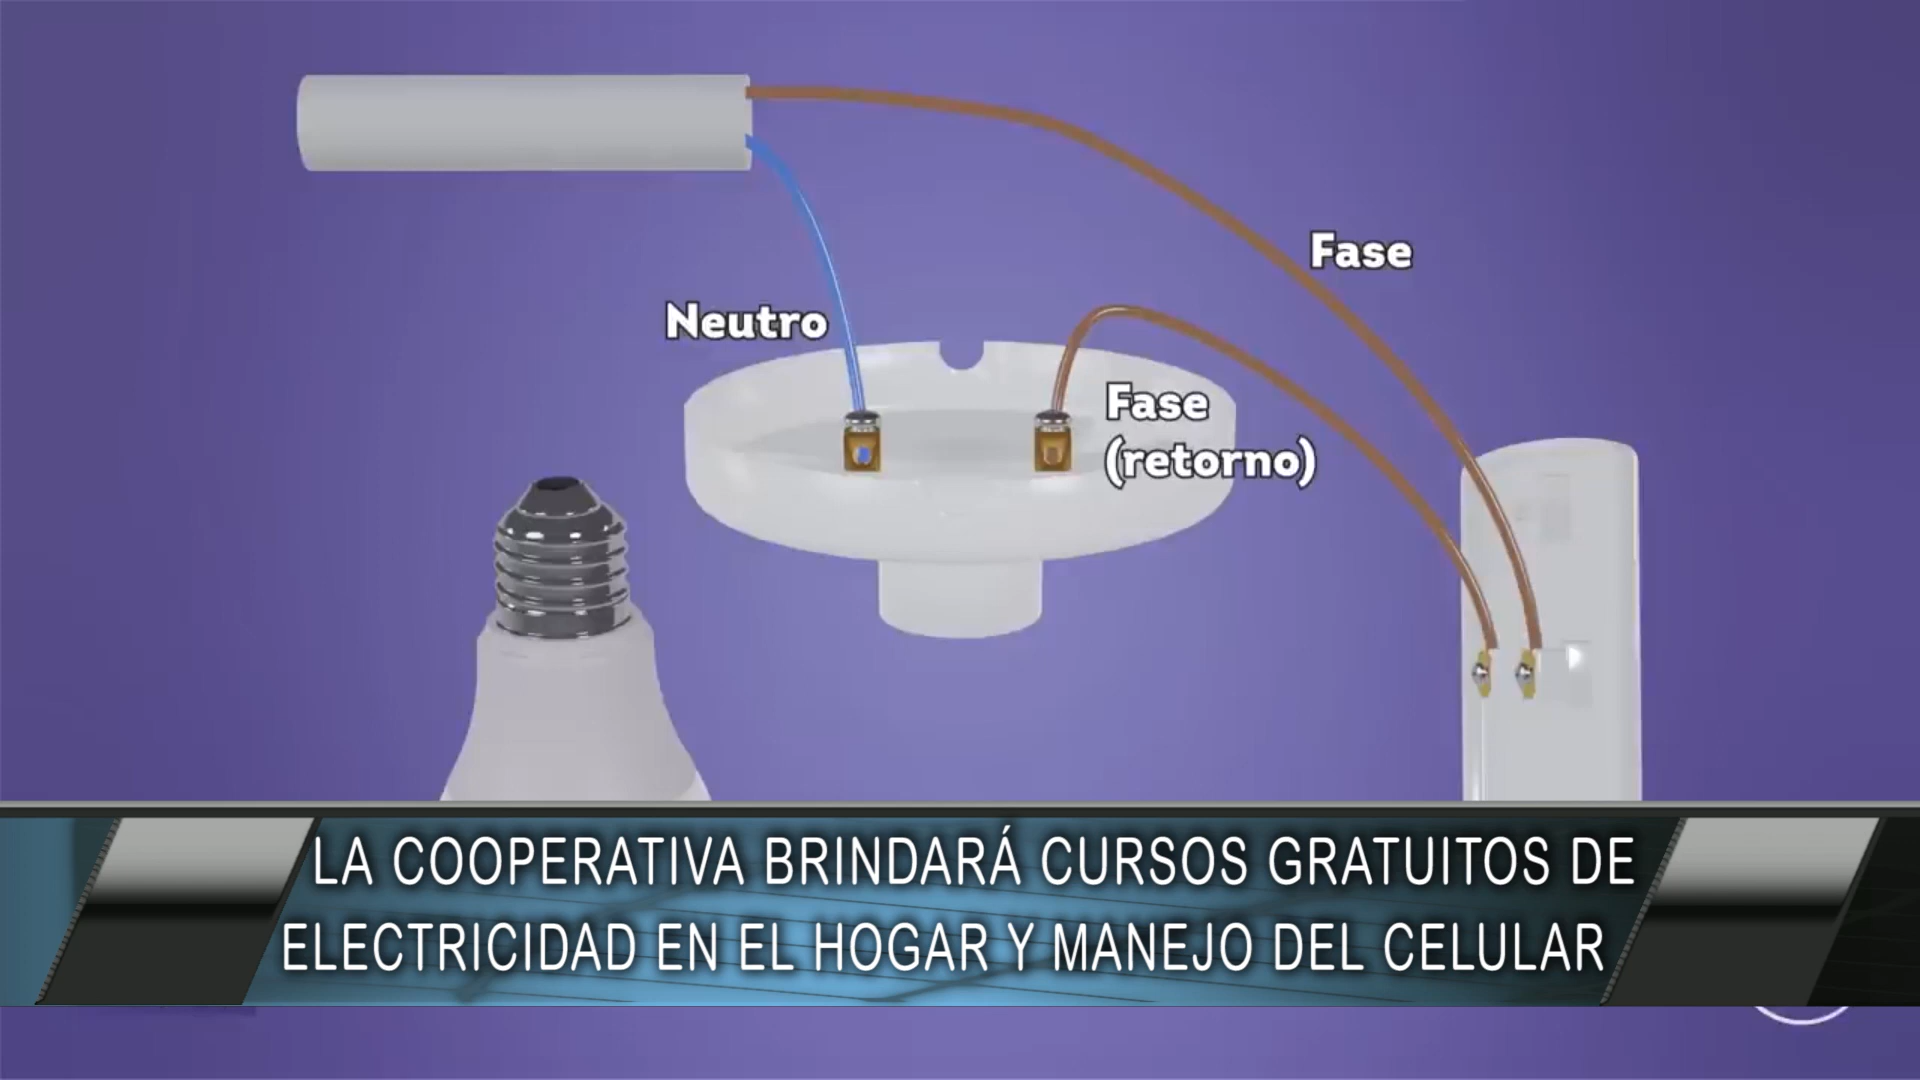 Fase
Neutro
Fase
(retorno)
LA COOPERATIVA BRINDARÁ CURSOS GRATUITOS DE
ELECTRICIDAD EN EL HOGAR Y MANEJO DEL CELULAR